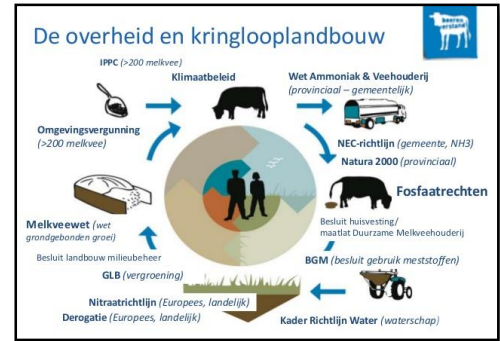 De overheid en kringlooplandbouw
boeren
verstand
IPPC (>200 melkvee)
Klimaatbeleid
Wet Ammoniak & Veehouderij
(provinciaal – gemeentelijk)
Omgevingsvergunning
(>200 melkvee)
NEC-richtlijn (gemeente, NH3)
Natura 2000 (provinciaal)
Fosfaatrechten
Melkveewet (wet
grondgebonden groei)
Besluit huisvesting/
maatlat Duurzame Melkveehouderij
Besluit landbouw milieubeheer
GLB (vergroening)
BGM (besluit gebruik meststoffen)
Nitraatrichtlijn (Europees, landelijk)
Derogatie (Europees, landelijk)
Kader Richtlijn Water (waterschap)